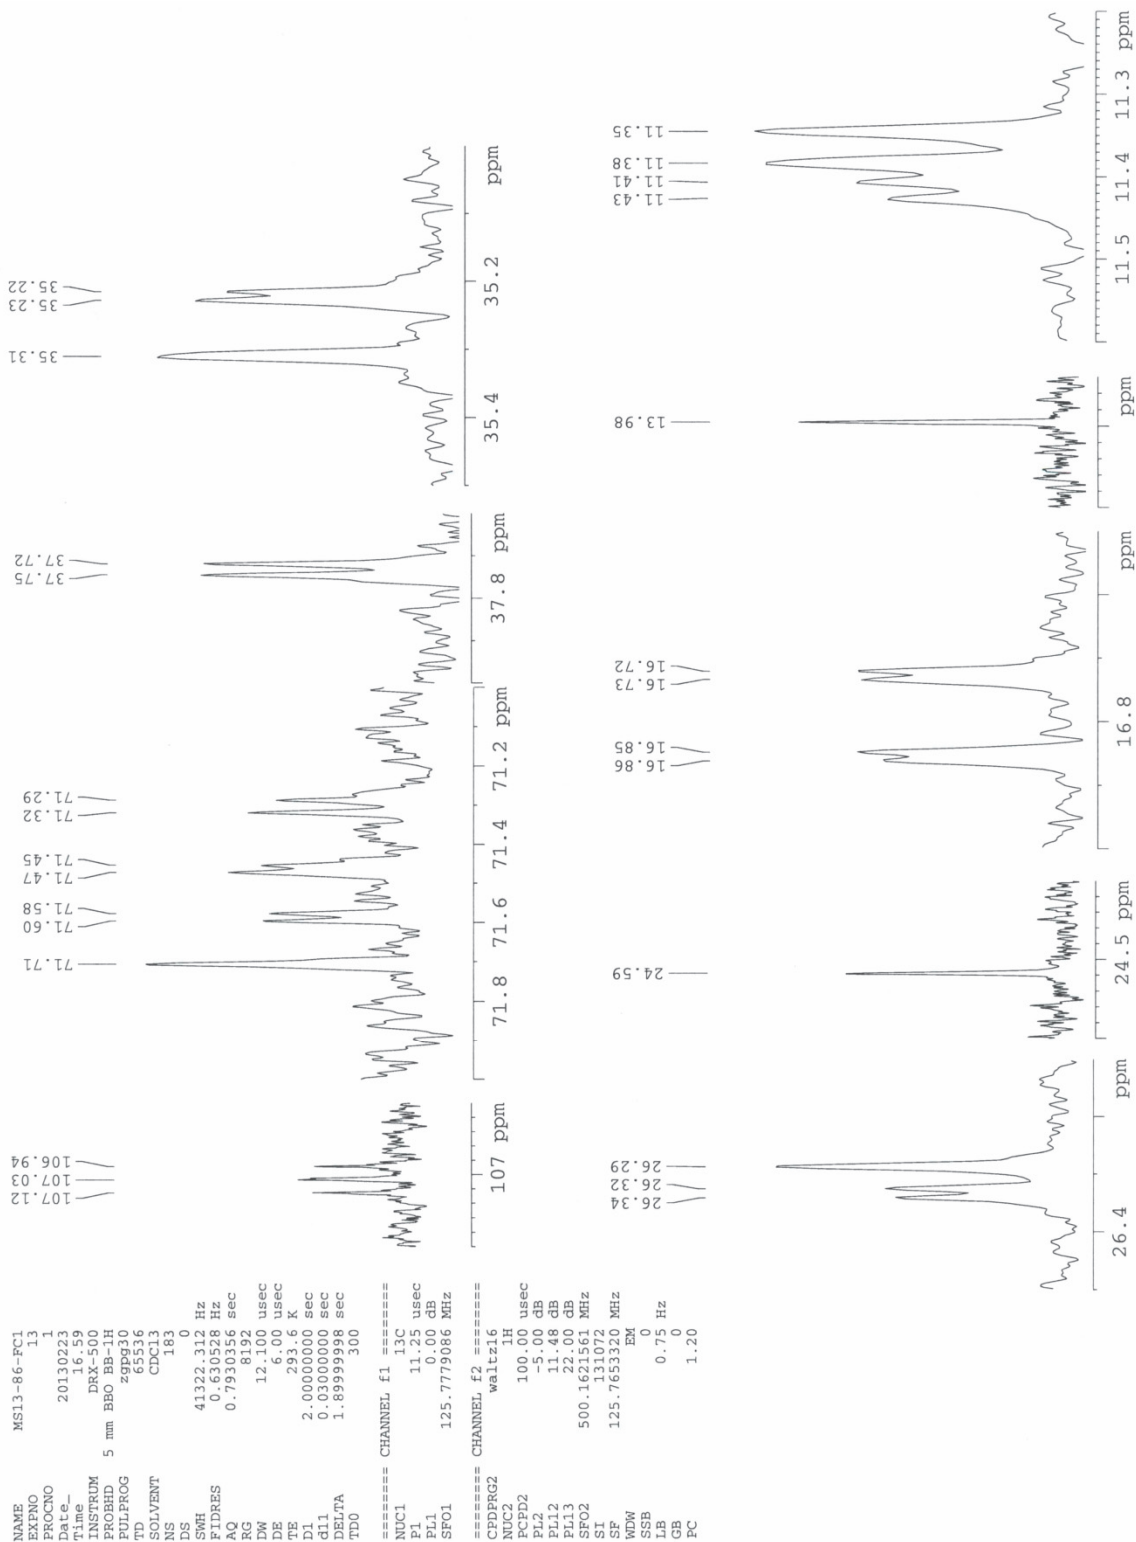 NAME MS13-86-FC1
EXPNO 13
PROCNO 1
Date_ 20130223
Time 16.59
INSTRUM DRX-500
PROBHD 5 mm BBO BB-1H
PULPROG zgpg30
TD 65536
SOLVENT CDCl3
NS 183
DS 0
SWH 41322.312 Hz
FIDRES 0.630528 Hz
AQ 0.7930356 sec
RG 8192
DW 12.100 usec
DE 6.00 usec
TE 293.6 K
D1 2.00000000 sec
d11 0.03000000 sec
DELTA 1.89999998 sec
TD0 300
======== CHANNEL f1 ========
NUC1 13C
P1 11.25 usec
PL1 0.00 dB
SFO1 125.7779086 MHz
======== CHANNEL f2 ========
CPDPRG2 waltz16
NUC2 1H
PCPD2 100.00 usec
PL2 -5.00 dB
PL12 11.48 dB
PL13 22.00 dB
SFO2 500.1621561 MHz
SI 131072
SF 125.7653320 MHz
WDW EM
SSB 0
LB 0.75 Hz
GB 0
PC 1.20
107.12
107.03
106.94
107 ppm
71.71
71.60
71.58
71.47
71.45
71.32
71.29
71.8 71.6 71.4 71.2 ppm
37.75
37.72
37.8 ppm
35.31
35.23
35.22
35.4 35.2 ppm
26.34
26.32
26.29
26.4 ppm
24.59
24.5 ppm
16.86
16.85
16.73
16.72
16.8 ppm
13.98
ppm
11.43
11.41
11.38
11.35
11.5 11.4 11.3 ppm